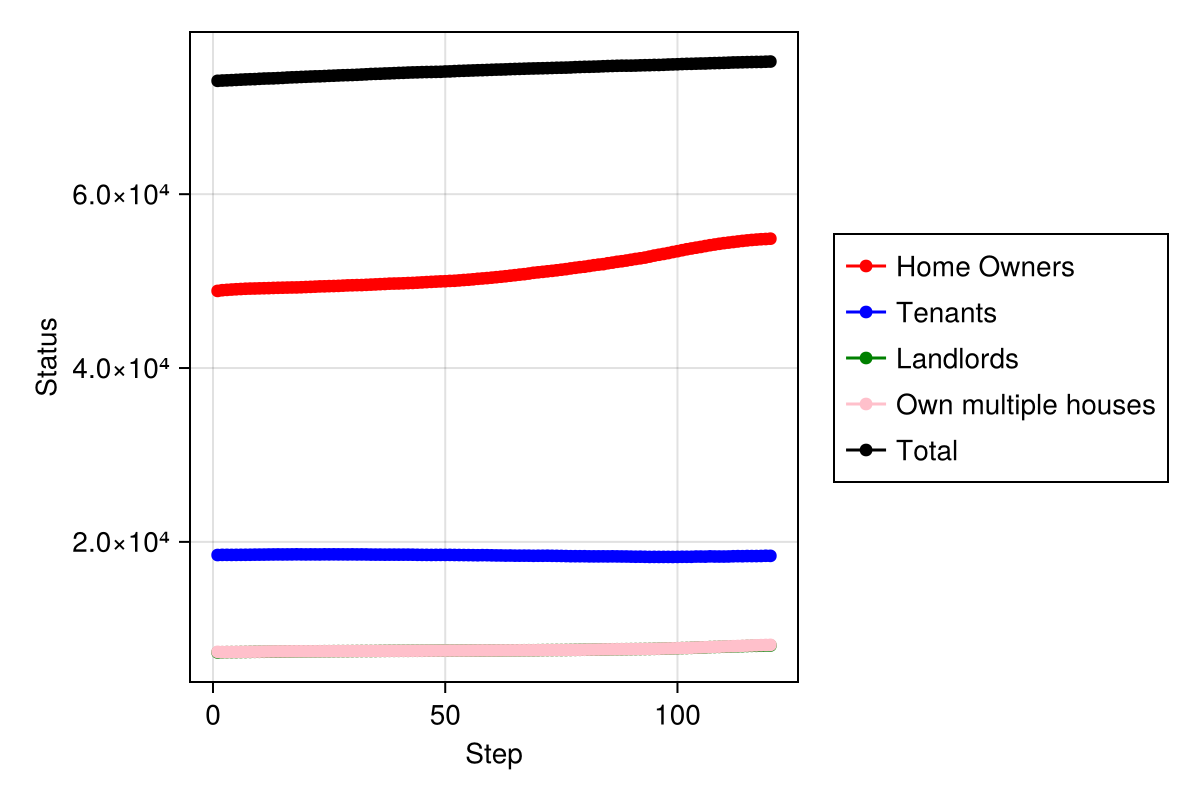 6.0×10⁴
4.0×10⁴
2.0×10⁴
Status
0 50 100
Step
Home Owners
Tenants
Landlords
Own multiple houses
Total